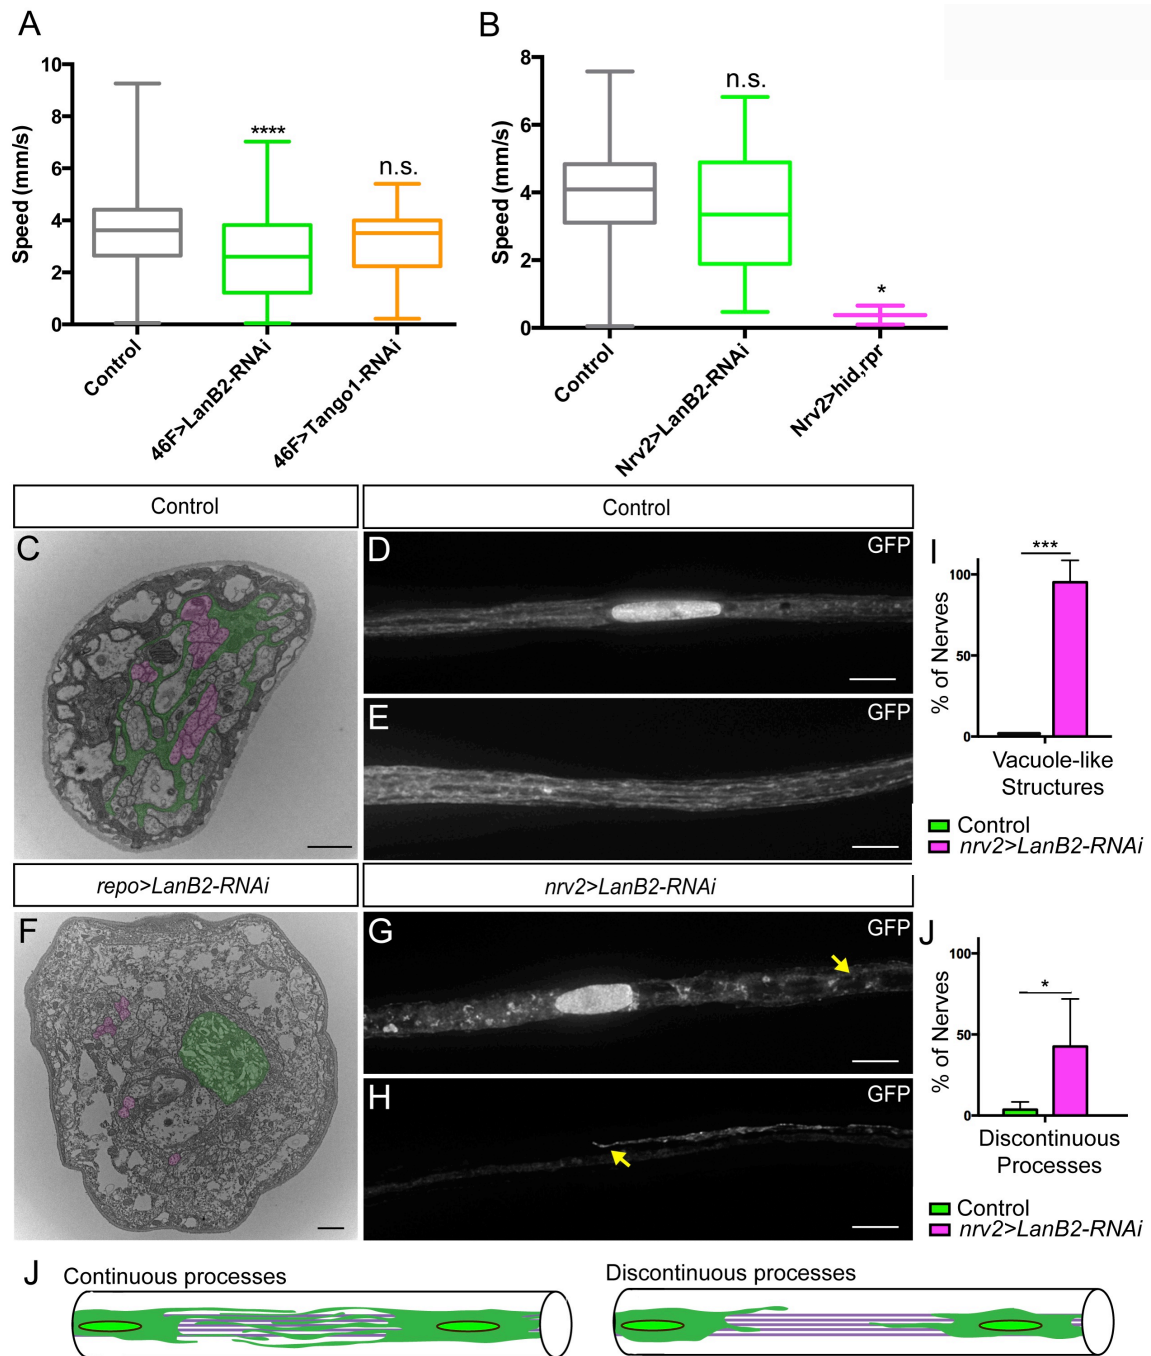 A
Speed (mm/s)
10
8
6
4
2
0
****
n.s.
Control
46F>LanB2-RNAi
46F>Tango1-RNAi
B
Speed (mm/s)
8
6
4
2
0
n.s.
*
Control
Nrv2>LanB2-RNAi
Nrv2>hid,rpr
Control
Control
C
D
GFP
E
GFP
I
% of Nerves
100
50
0
***
Vacuole-like
Structures
Control
nrv2>LanB2-RNAi
repo>LanB2-RNAi
nrv2>LanB2-RNAi
F
G
GFP
H
GFP
J
% of Nerves
100
50
0
*
Discontinuous
Processes
Control
nrv2>LanB2-RNAi
J
Continuous processes
Discontinuous processes